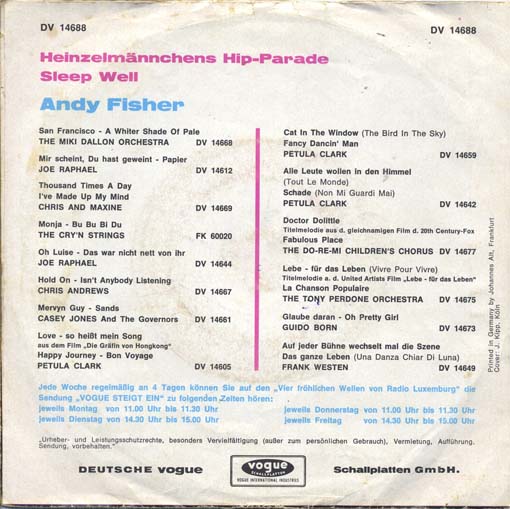 DV 14688
DV 14688
Heinzelmännchens Hip-Parade
Sleep Well
Andy Fisher
San Francisco - A Whiter Shade Of Pale
THE MIKI DALLON ORCHESTRA DV 14668
Mir scheint, Du hast geweint - Papier
JOE RAPHAEL DV 14612
Thousand Times A Day
I've Made Up My Mind
CHRIS AND MAXINE DV 14669
Monja - Bu Bu Bi Du
THE CRY'N STRINGS FK 60020
Oh Luise - Das war nicht nett von ihr
JOE RAPHAEL DV 14644
Hold On - Isn't Anybody Listening
CHRIS ANDREWS DV 14667
Mervyn Guy - Sands
CASEY JONES And The Governors DV 14661
Love - so heißt mein Song
aus dem Film „Die Gräfin von Hongkong"
Happy Journey - Bon Voyage
PETULA CLARK DV 14605
Cat In The Window (The Bird In The Sky)
Fancy Dancin' Man
PETULA CLARK DV 14659
Alle Leute wollen in den Himmel
(Tout Le Monde)
Schade (Non Mi Guardi Mai)
PETULA CLARK DV 14642
Doctor Dolittle
Titelmelodie aus d. gleichnamigen Film d. 20th Century-Fox
Fabulous Place
THE DO-RE-MI CHILDREN'S CHORUS DV 14677
Lebe - für das Leben (Vivre Pour Vivre)
Titelmelodie a. d. United Artists Film „Lebe - für das Leben"
La Chanson Populaire
THE TONY PERDONE ORCHESTRA DV 14675
Glaube daran - Oh Pretty Girl
GUIDO BORN DV 14673
Auf jeder Bühne wechselt mal die Szene
Das ganze Leben (Una Danza Chiar Di Luna)
FRANK WESTEN DV 14649
Printed in Germany by Johannes Alt, Frankfurt
Cover: J. Kipp, Köln
Jede Woche regelmäßig an 4 Tagen können Sie auf den „Vier fröhlichen Wellen von Radio Luxemburg" die
Sendung „VOGUE STEIGT EIN" zu folgenden Zeiten hören:
jeweils Montag von 11.00 Uhr bis 11.30 Uhr
jeweils Dienstag von 14.30 Uhr bis 15.00 Uhr
jeweils Donnerstag von 11.00 Uhr bis 11.30 Uhr
jeweils Freitag von 14.30 Uhr bis 15.00 Uhr
„Urheber- und Leistungsschutzrechte, besonders Vervielfältigung (außer zum persönlichen Gebrauch), Vermietung, Aufführung,
Sendung, vorbehalten."
DEUTSCHE vogue
vogue
SCHALLPLATTEN
VOGUE INTERNATIONAL INDUSTRIES
Schallplatten GmbH.